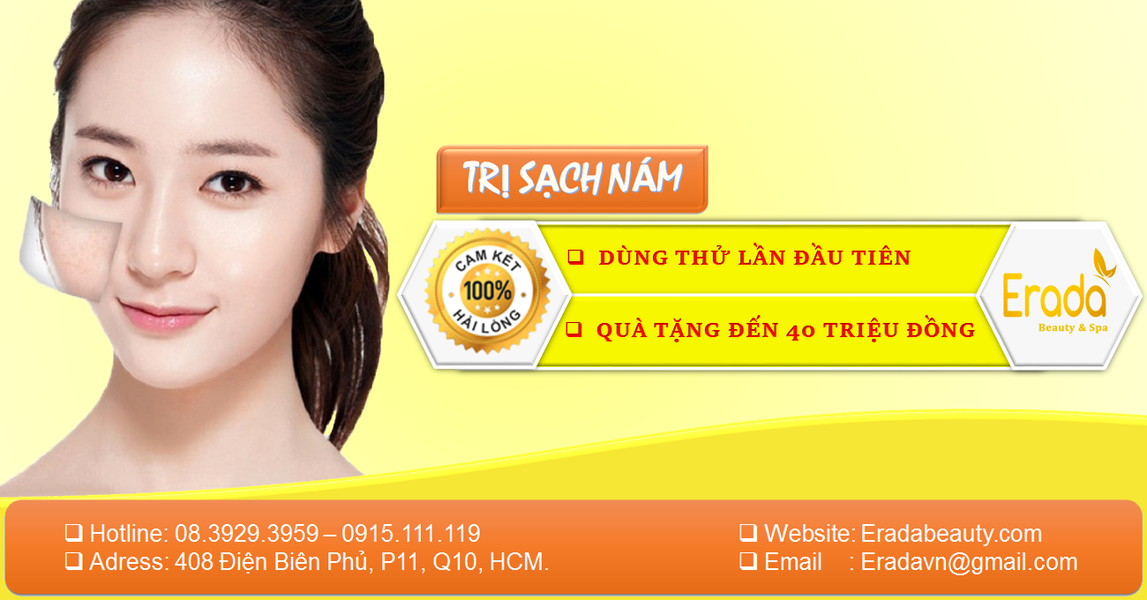 TRỊ SẠCH NÁM
CAM KẾT
100%
HÀI LÒNG
DÙNG THỬ LẦN ĐẦU TIÊN
QUÀ TẶNG ĐẾN 40 TRIỆU ĐỒNG
Erada
Beauty & Spa
Hotline: 08.3929.3959 – 0915.111.119
Adress: 408 Điện Biên Phủ, P11, Q10, HCM.
Website: Eradabeauty.com
Email : Eradavn@gmail.com